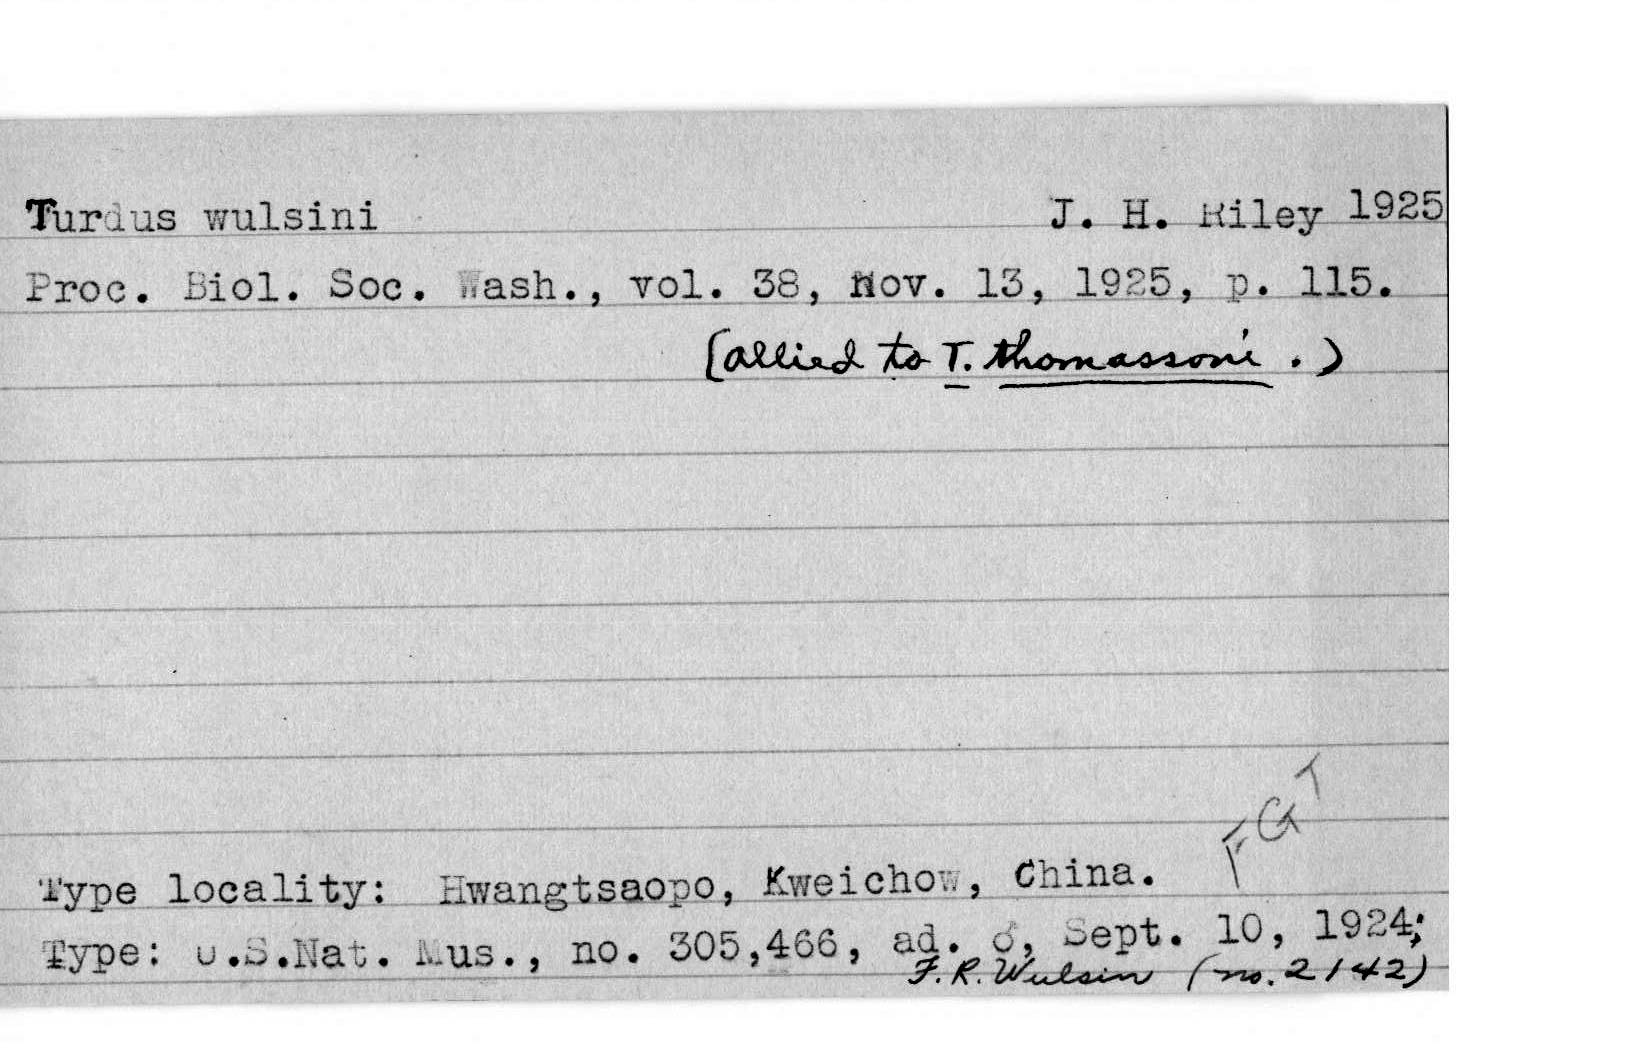 Turdus wulsini J. H. Riley 1925
Proc. Biol. Soc. Wash., vol. 38, Nov. 13, 1925, p. 115.
(allied to T. thomassoni.)
FGT
Type locality: Hwangtsaopo, Kweichow, China.
Type: U.S.Nat. Mus., no. 305,466, ad. ♂, Sept. 10, 1924;
F. R. Wulsin (no. 2142)